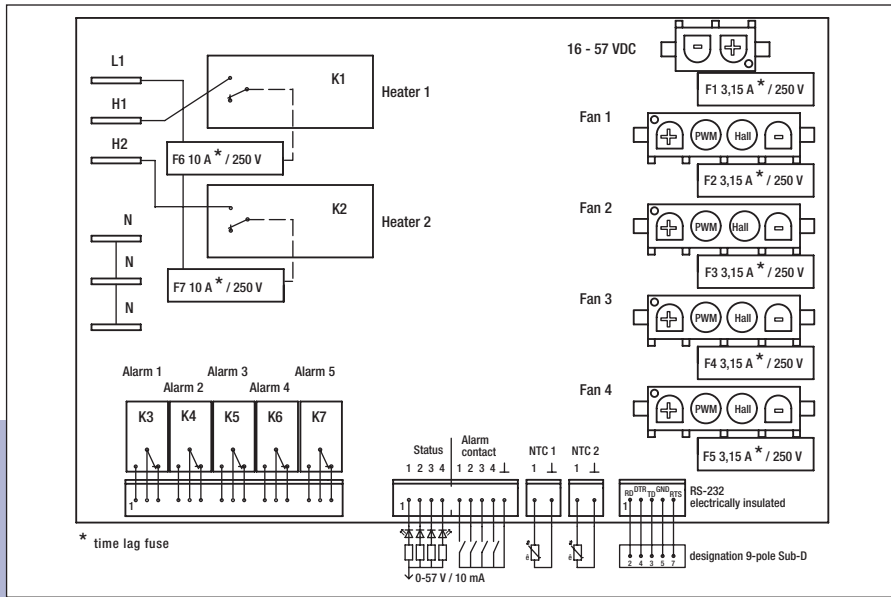 L1
16 - 57 VDC
K1
Heater 1
F1 3,15 A * / 250 V
H1
Fan 1
+ PWM Hall -
H2
F6 10 A * / 250 V
F2 3,15 A * / 250 V
K2
Heater 2
Fan 2
+ PWM Hall -
N
N
F7 10 A * / 250 V
F3 3,15 A * / 250 V
N
Fan 3
+ PWM Hall -
F4 3,15 A * / 250 V
Alarm 1 Alarm 3 Alarm 5
Alarm 2 Alarm 4
Fan 4
+ PWM Hall -
K3 K4 K5 K6 K7
Status Alarm contact
NTC 1 NTC 2
F5 3,15 A * / 250 V
1 2 3 4 1 2 3 4 ⊥ 1 ⊥ 1 ⊥
RD DTR TD GND RTS
RS-232
electrically insulated
1 1 1
* time lag fuse
designation 9-pole Sub-D
2 4 3 5 7
0-57 V / 10 mA